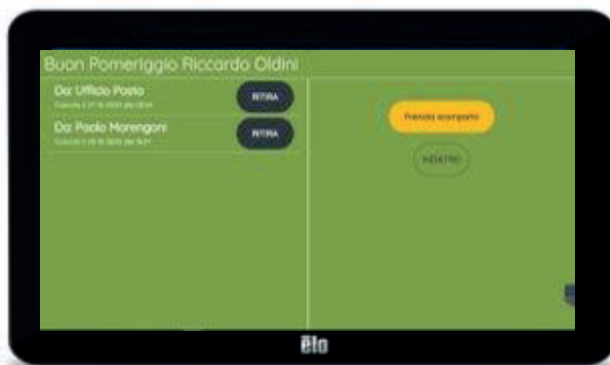 Buon Pomeriggio Riccardo Oldini
Da: Ufficio Posta
RITIRA
Da: Paolo Marengoni
RITIRA
Prenota scomparto
INDIETRO
elo